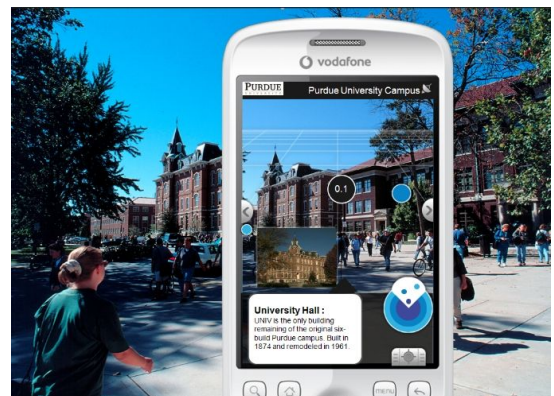 vodafone
PURDUE
UNIVERSITY
Purdue University Campus
0.1
University Hall :
UNIV is the only building
remaining of the original six-
build Purdue campus. Built in
1874 and remodeled in 1961.
menu